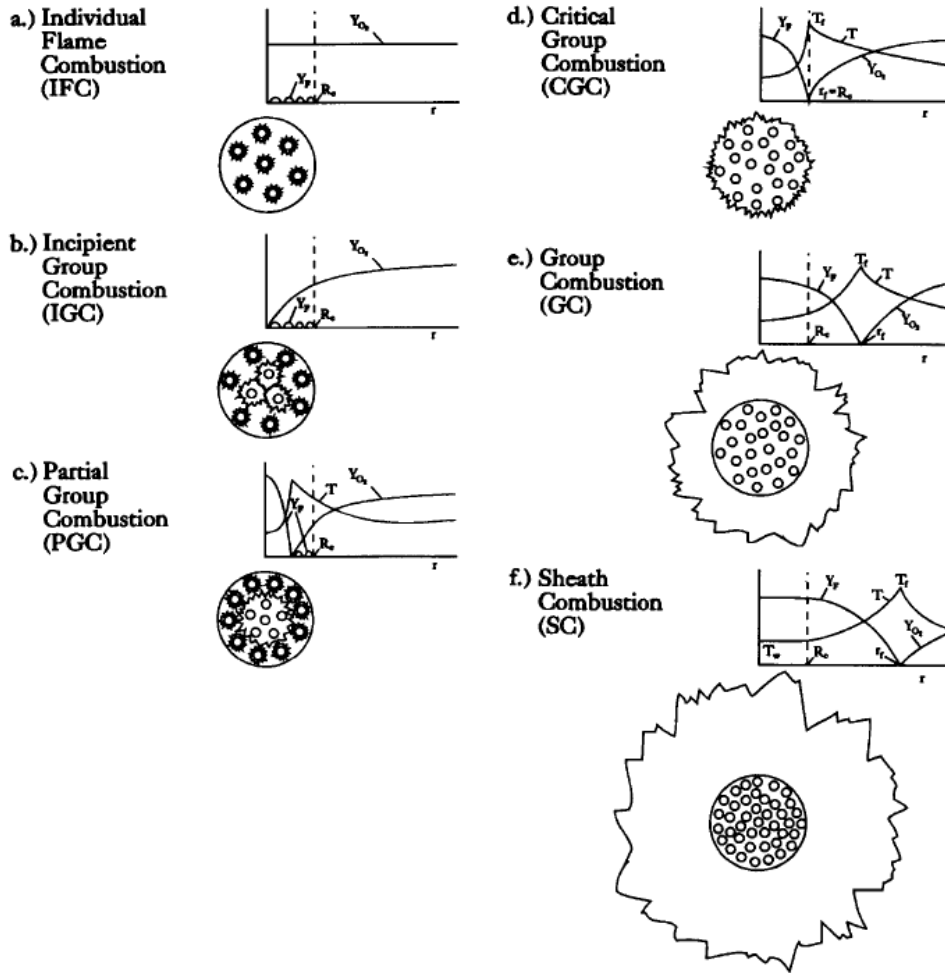 a.) Individual
Flame
Combustion
(IFC)
Y_O₂
Y_F
R_c
r
b.) Incipient
Group
Combustion
(IGC)
Y_O₂
Y_F
R_c
r
c.) Partial
Group
Combustion
(PGC)
T
Y_O₂
Y_F
R_c
r
d.) Critical
Group
Combustion
(CGC)
Y_F
T_f
T
Y_O₂
r_f=R_c
r
e.) Group
Combustion
(GC)
T_f
Y_F
T
Y_O₂
R_c
r_f
r
f.) Sheath
Combustion
(SC)
Y_F
T
T_f
Y_O₂
T_w
R_c
r_f
r